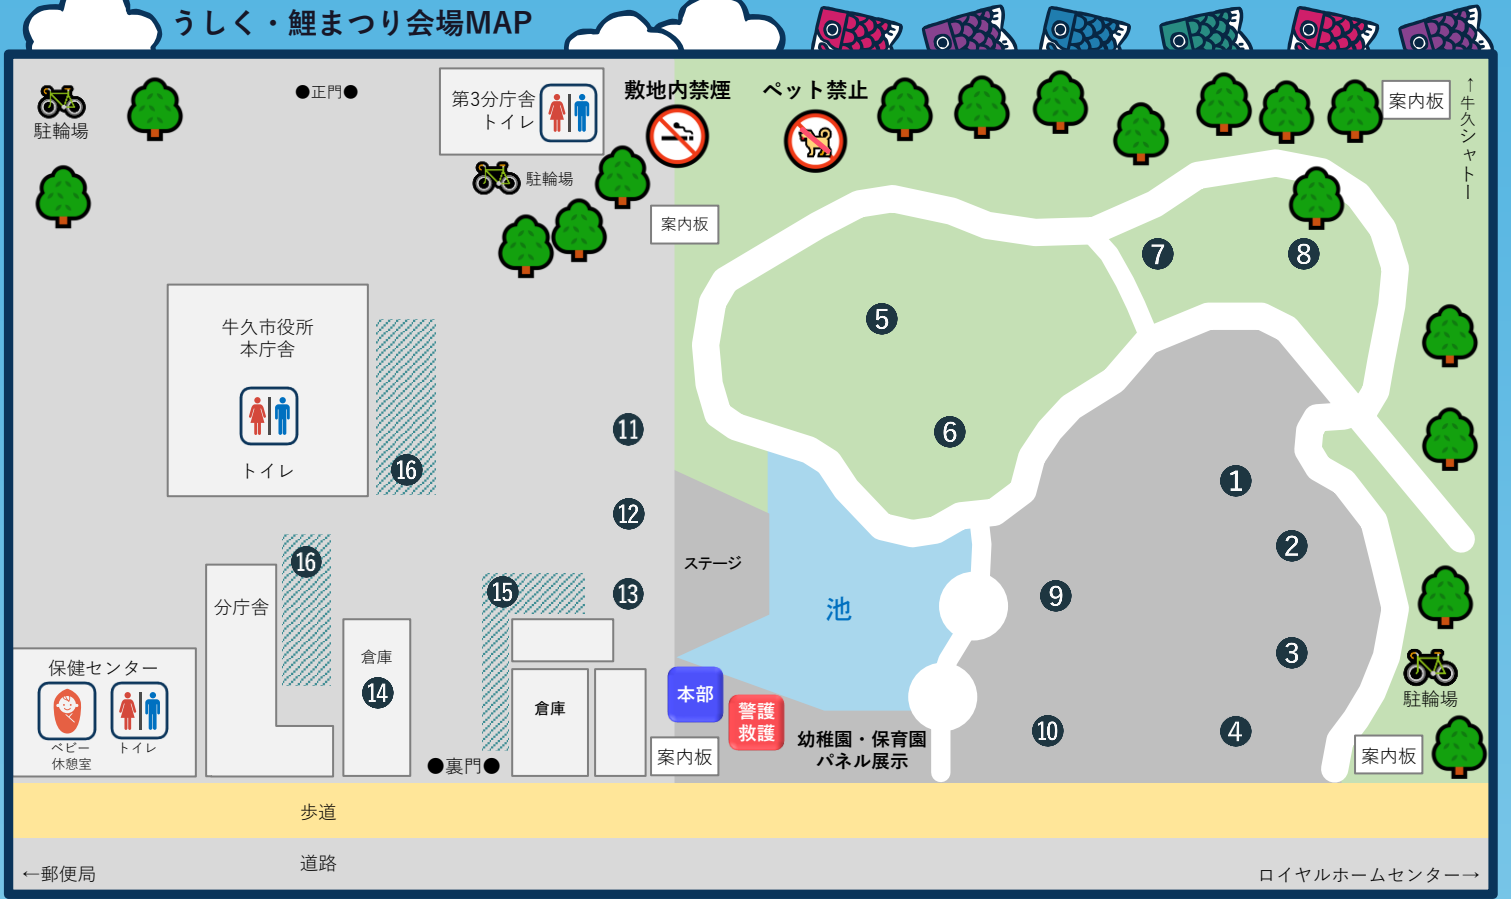 うしく・鯉まつり会場MAP
駐輪場
●正門●
第3分庁舎
トイレ
駐輪場
敷地内禁煙
ペット禁止
案内板
↑牛久シャトー
案内板
牛久市役所
本庁舎
トイレ
16
7
8
5
6
11
12
13
1
2
3
4
9
10
ステージ
池
16
分庁舎
15
倉庫
14
倉庫
保健センター
ベビー
休憩室
トイレ
本部
警護
救護
幼稚園・保育園
パネル展示
案内板
●裏門●
駐輪場
案内板
歩道
道路
←郵便局
ロイヤルホームセンター→